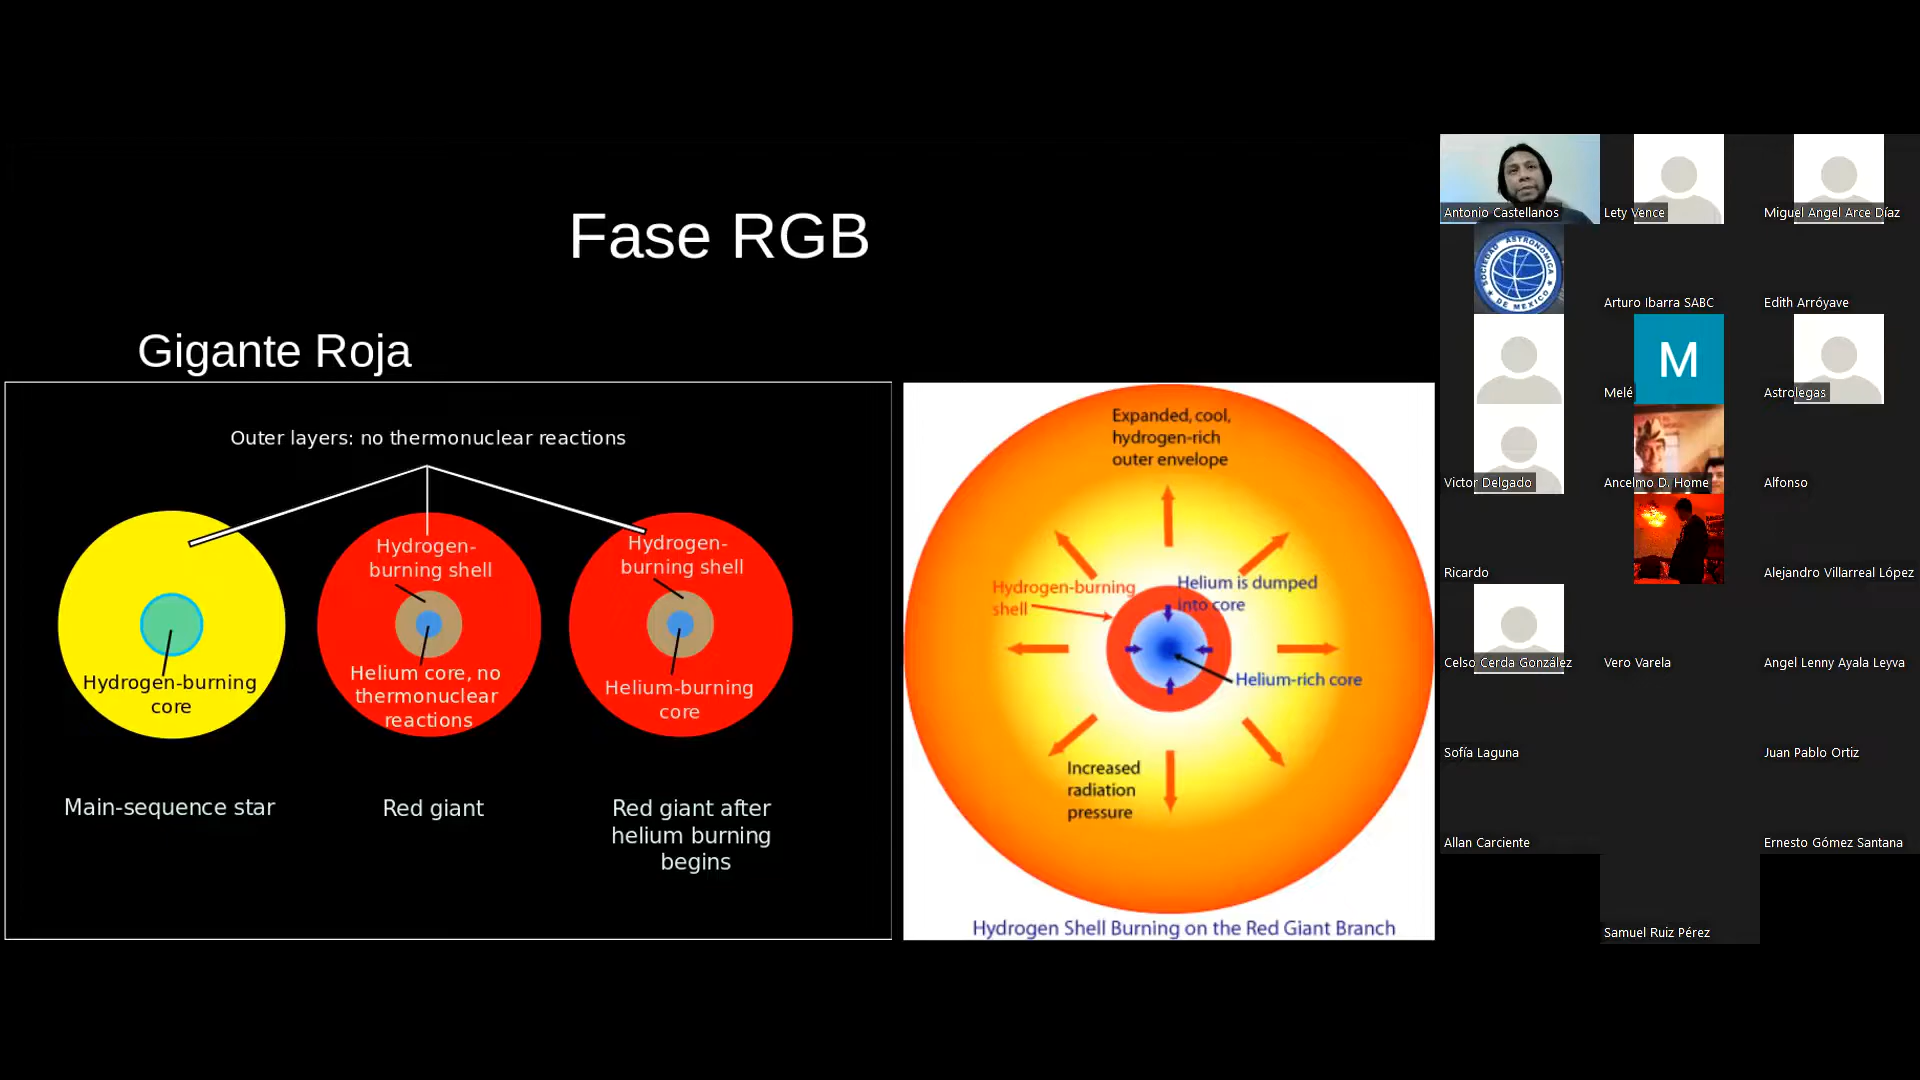 Fase RGB
Gigante Roja
Outer layers: no thermonuclear reactions
Hydrogen-
burning shell
Hydrogen-
burning shell
Hydrogen-burning
core
Helium core, no
thermonuclear
reactions
Helium-burning
core
Main-sequence star
Red giant
Red giant after
helium burning
begins
Expanded, cool,
hydrogen-rich
outer envelope
Hydrogen-burning
shell
Helium is dumped
into core
Helium-rich core
Increased
radiation
pressure
Hydrogen Shell Burning on the Red Giant Branch
Antonio Castellanos
Lety Vence
Miguel Angel Arce Díaz
SOCIEDAD ASTRONOMICA
DE MEXICO
Arturo Ibarra SABC
Edith Arróyave
Melé
M
Astrolegas
Victor Delgado
Ancelmo D. Home
Alfonso
Ricardo
Alejandro Villarreal López
Celso Cerda González
Vero Varela
Angel Lenny Ayala Leyva
Sofía Laguna
Juan Pablo Ortiz
Allan Carciente
Ernesto Gómez Santana
Samuel Ruiz Pérez